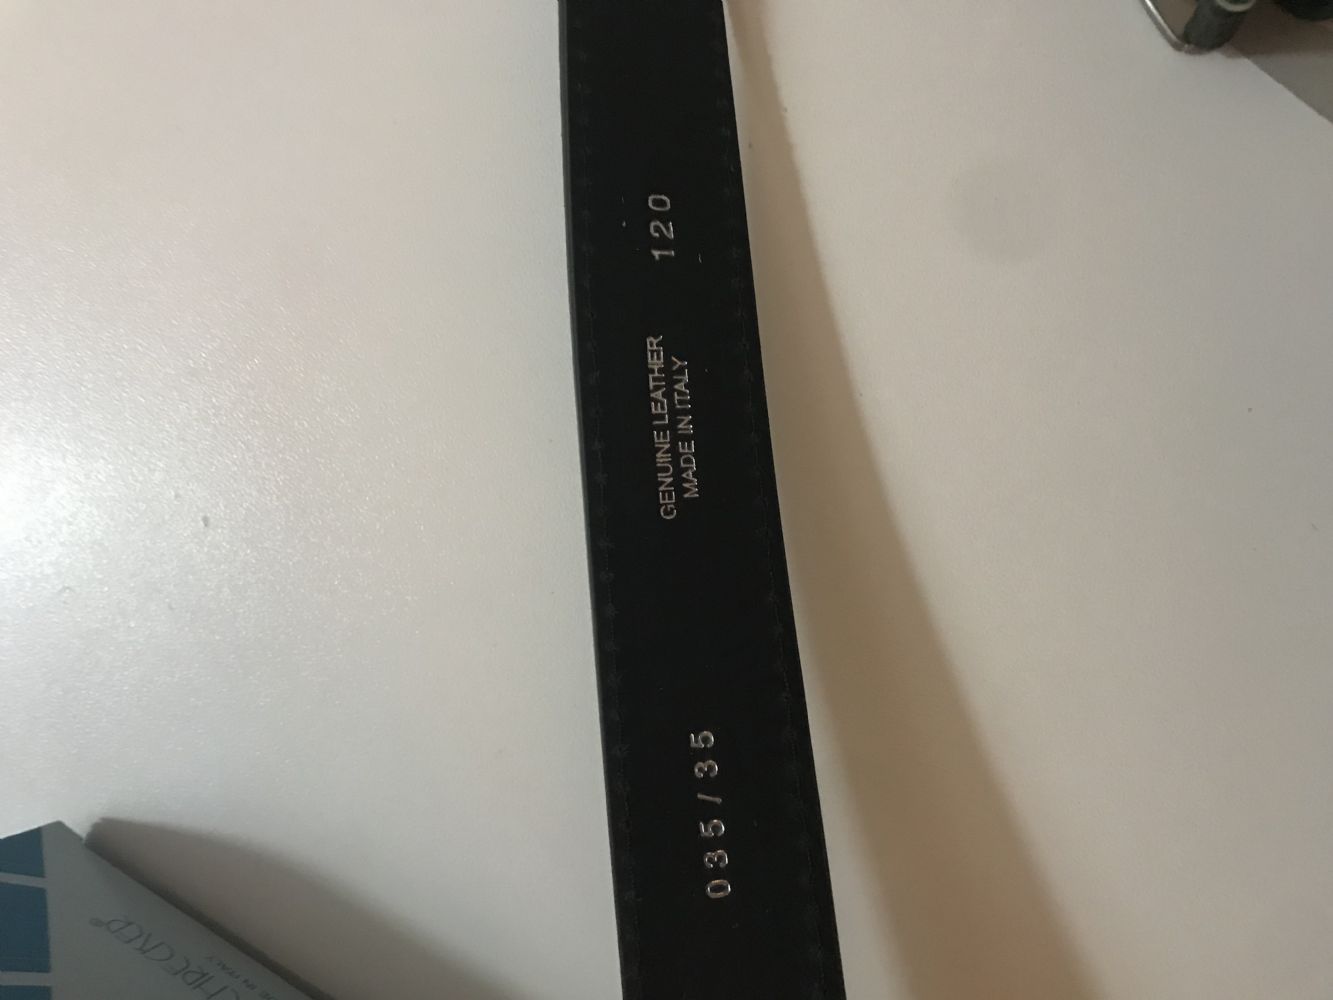 035/35
GENUINE LEATHER
MADE IN ITALY
120